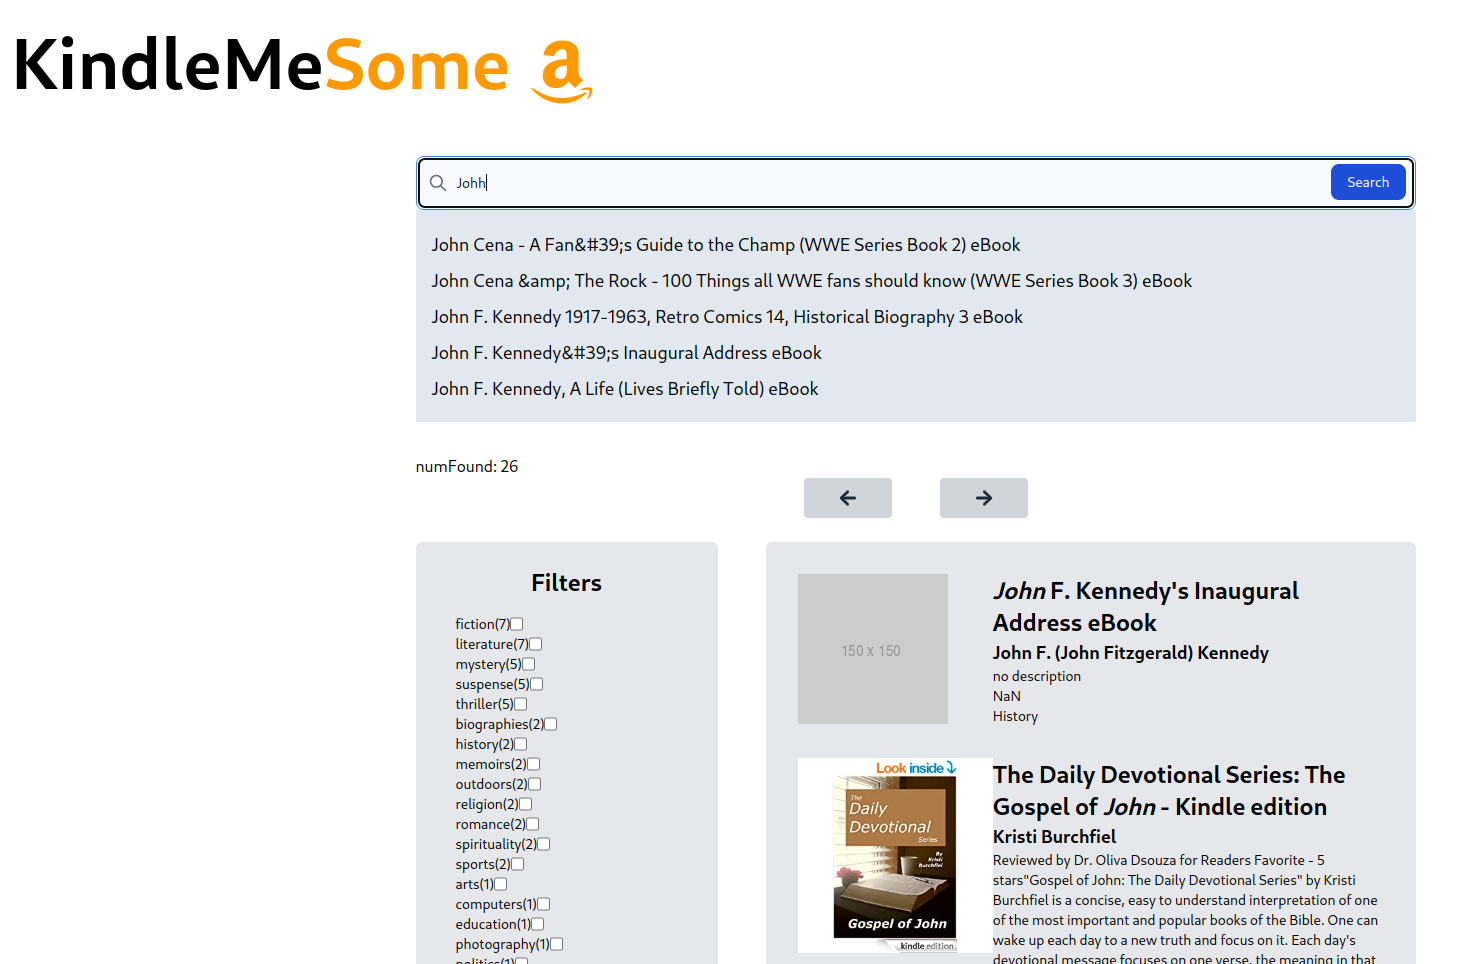 KindleMeSome a
Johh
Search
John Cena - A Fan&#39;s Guide to the Champ (WWE Series Book 2) eBook
John Cena &amp; The Rock - 100 Things all WWE fans should know (WWE Series Book 3) eBook
John F. Kennedy 1917-1963, Retro Comics 14, Historical Biography 3 eBook
John F. Kennedy&#39;s Inaugural Address eBook
John F. Kennedy, A Life (Lives Briefly Told) eBook
numFound: 26
Filters
fiction(7)
literature(7)
mystery(5)
suspense(5)
thriller(5)
biographies(2)
history(2)
memoirs(2)
outdoors(2)
religion(2)
romance(2)
spirituality(2)
sports(2)
arts(1)
computers(1)
education(1)
photography(1)
politics(1)
150 x 150
John F. Kennedy's Inaugural
Address eBook
John F. (John Fitzgerald) Kennedy
no description
NaN
History
Look inside
The
Daily
Devotional
Series
By
Kristi
Burchfiel
Gospel of John
kindle edition
The Daily Devotional Series: The
Gospel of John - Kindle edition
Kristi Burchfiel
Reviewed by Dr. Oliva Dsouza for Readers Favorite - 5
stars"Gospel of John: The Daily Devotional Series" by Kristi
Burchfiel is a concise, easy to understand interpretation of one
of the most important and popular books of the Bible. One can
wake up each day to a new truth and focus on it. Each day's
devotional message focuses on one verse, the meaning in that